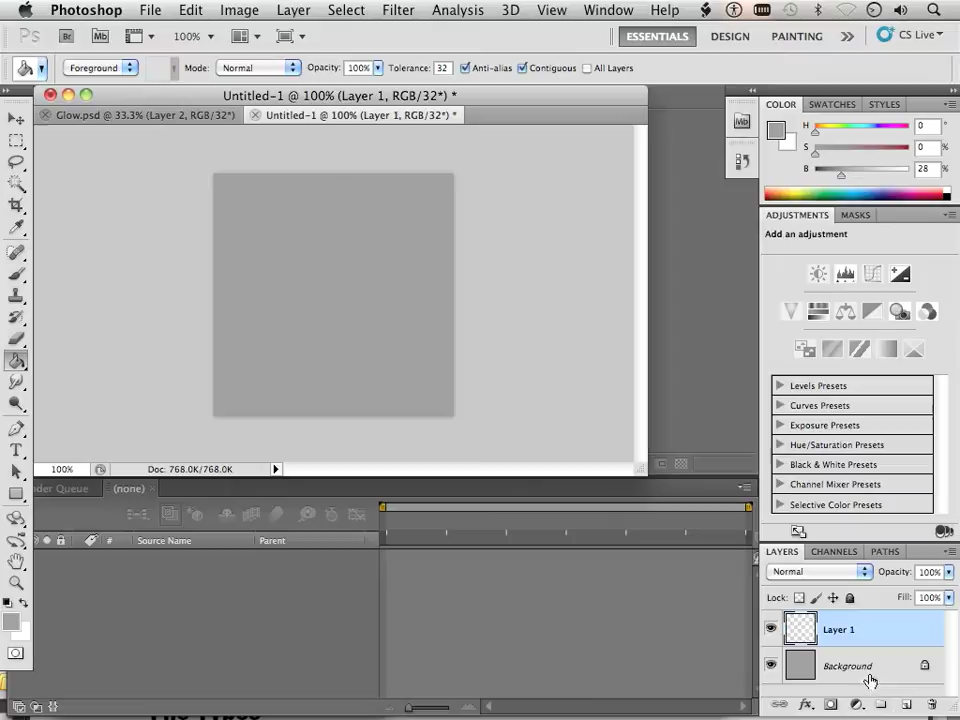 Photoshop File Edit Image Layer Select Filter Analysis 3D View Window Help
Ps Br Mb 100% ESSENTIALS DESIGN PAINTING CS Live
Foreground Mode: Normal Opacity: 100% Tolerance: 32 Anti-alias Contiguous All Layers
Untitled-1 @ 100% (Layer 1, RGB/32*) *
Glow.psd @ 33.3% (Layer 2, RGB/32*) Untitled-1 @ 100% (Layer 1, RGB/32*) *
Mb
COLOR SWATCHES STYLES
H 0 °
S 0 %
B 28 %
ADJUSTMENTS MASKS
Add an adjustment
Levels Presets
Curves Presets
Exposure Presets
Hue/Saturation Presets
Black & White Presets
Channel Mixer Presets
Selective Color Presets
100% Doc: 768.0K/768.0K
der Queue (none)
# Source Name Parent
LAYERS CHANNELS PATHS
Normal Opacity: 100%
Lock: Fill: 100%
Layer 1
Background